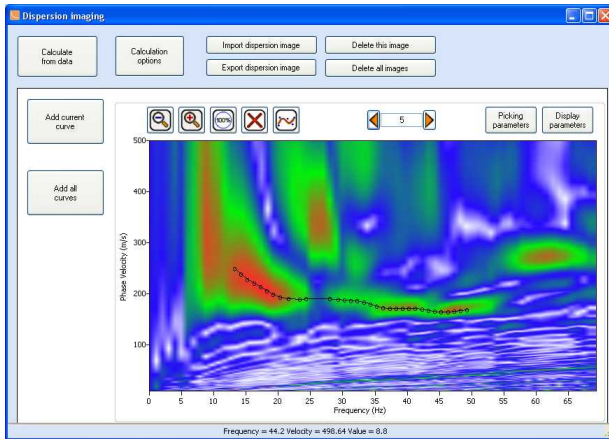 Dispersion imaging
Calculate
from data
Calculation
options
Import dispersion image
Export dispersion image
Delete this image
Delete all images
Add current
curve
Add all
curves
100%
5
Picking
parameters
Display
parameters
Phase Velocity (m/s)
500
400
300
200
100
0 5 10 15 20 25 30 35 40 45 50 55 60 65
Frequency (Hz)
Frequency = 44.2 Velocity = 498.64 Value = 8.8